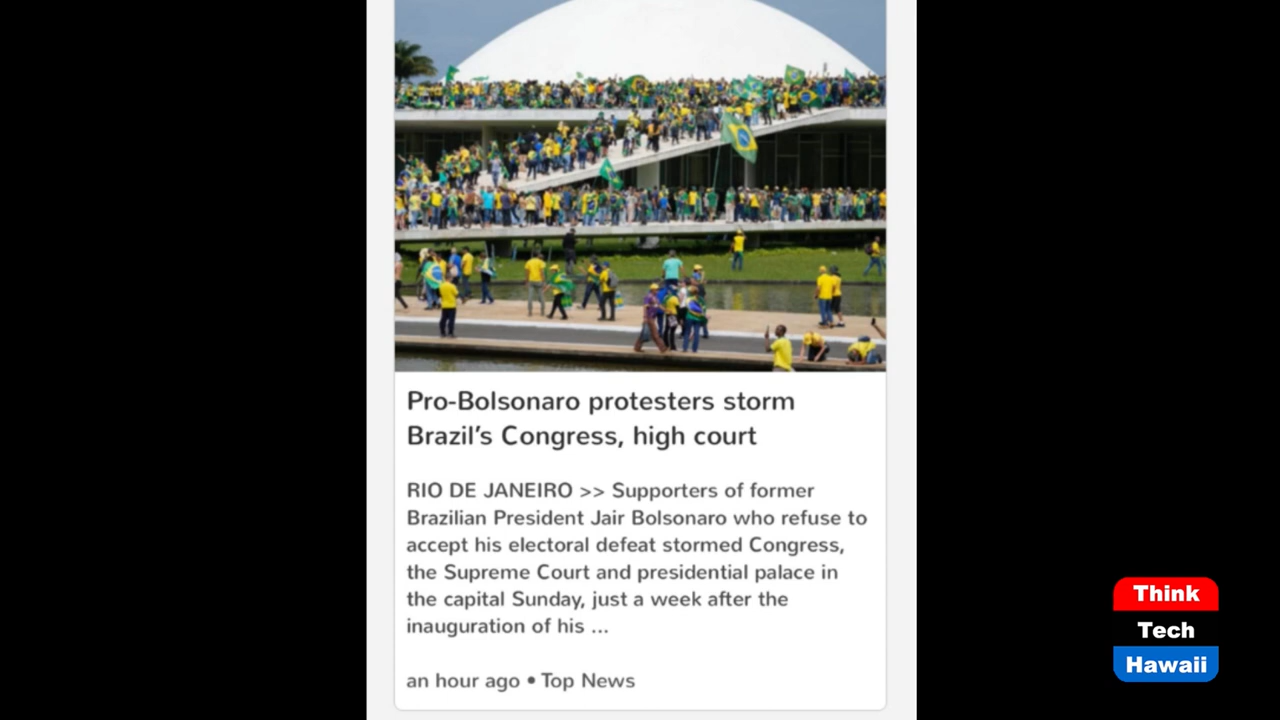 Pro-Bolsonaro protesters storm
Brazil’s Congress, high court
RIO DE JANEIRO >> Supporters of former
Brazilian President Jair Bolsonaro who refuse to
accept his electoral defeat stormed Congress,
the Supreme Court and presidential palace in
the capital Sunday, just a week after the
inauguration of his ...
an hour ago • Top News
Think
Tech
Hawaii